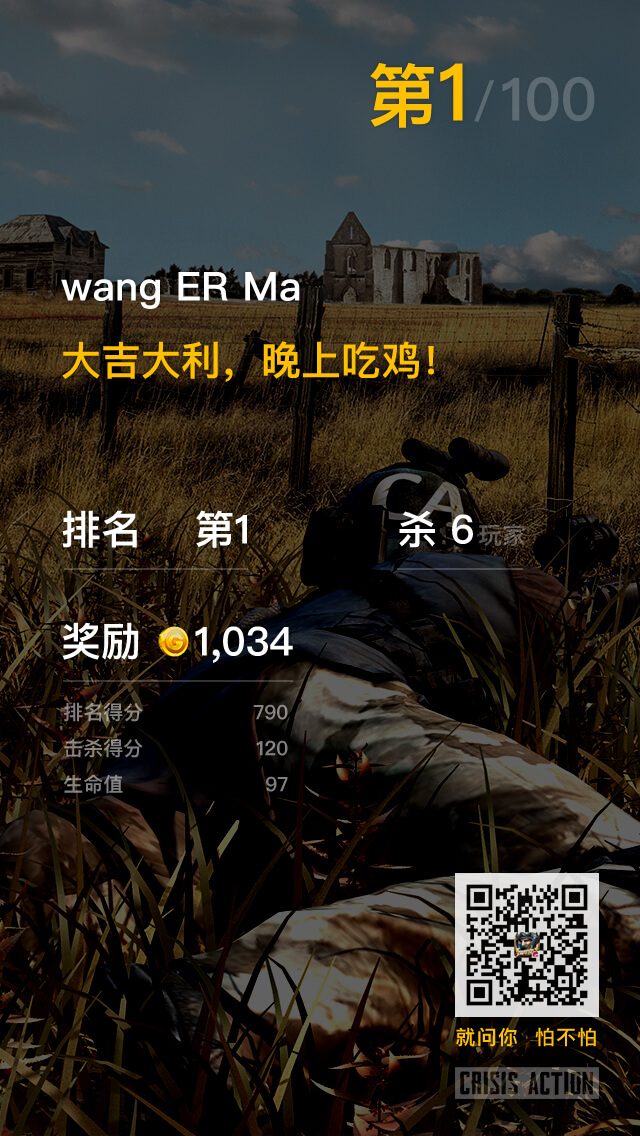 第1/100
wang ER Ma
大吉大利，晚上吃鸡！
排名 第1 杀 6 玩家
奖励 1,034
排名得分 790
击杀得分 120
生命值 97
CA
就问你 怕不怕
CRISIS ACTION